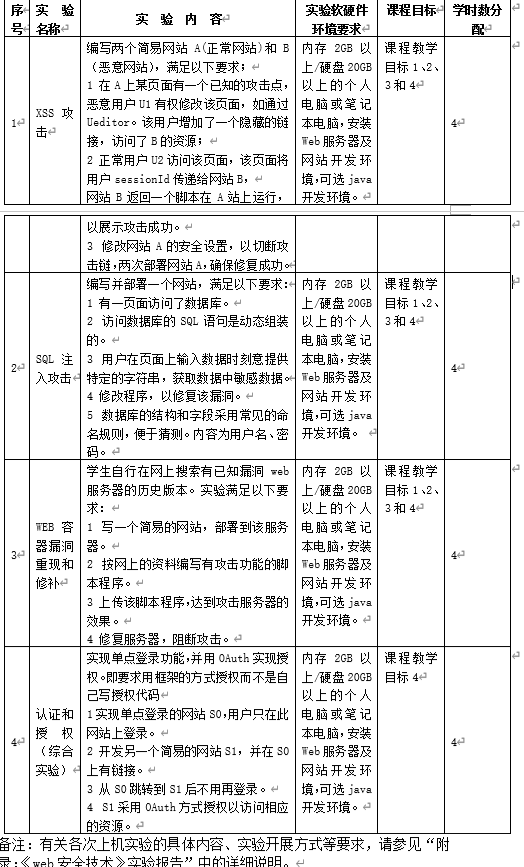 序号 实 验名称 实 验 内 容 实验软硬件环境要求 课程目标 学时数分配
1
XSS 攻击
编写两个简易网站 A(正常网站)和 B
（恶意网站），满足以下要求；
1 在 A 上某页面有一个已知的攻击点，
恶意用户 U1 有权修改该页面，如通过
Ueditor。该用户增加了一个隐藏的链
接，访问了 B 的资源；
2 正常用户 U2 访问该页面，该页面将
用户 sessionId 传递给网站 B，
网站 B 返回一个脚本在 A 站上运行，
内存 2GB 以
上/硬盘 20GB
以上的个人
电脑或笔记
本电脑，安装
Web 服务器及
网站开发环
境，可选 java
开发环境。
课程教学
目标 1、2、
3 和 4
4
以展示攻击成功。
3 修改网站 A 的安全设置，以切断攻
击链，两次部署网站 A，确保修复成功。
2
SQL 注
入攻击
编写并部署一个网站，满足以下要求：
1 有一页面访问了数据库。
2 访问数据库的 SQL 语句是动态组装
的。
3 用户在页面上输入数据时刻意提供
特定的字符串，获取数据中敏感数据。
4 修改程序，以修复该漏洞。
5 数据库的结构和字段采用常见的命
名规则，便于猜测。内容为用户名、密
码。
内存 2GB 以
上/硬盘 20GB
以上的个人
电脑或笔记
本电脑，安装
Web 服务器及
网站开发环
境，可选 java
开发环境。
课程教学
目标 1、2、
3 和 4
4
3
WEB 容
器漏洞
重现和
修补
学生自行在网上搜索有已知漏洞 web
服务器的历史版本。实验满足以下要
求：
1 写一个简易的网站，部署到该服务
器。
2 按网上的资料编写有攻击功能的脚
本程序。
3 上传该脚本程序，达到攻击服务器的
效果。
4 修复服务器，阻断攻击。
内存 2GB 以
上/硬盘 20GB
以上的个人
电脑或笔记
本电脑，安装
Web 服务器及
网站开发环
境，可选 java
开发环境。
课程教学
目标 1、2、
3 和 4
4
4
认证和
授 权
（综合
实验）
实现单点登录功能，并用 OAuth 实现授
权。即要求用框架的方式授权而不是自
己写授权代码
1 实现单点登录的网站 S0，用户只在此
网站上登录。
2 开发另一个简易的网站 S1，并在 S0
上有链接。
3 从 S0 跳转到 S1 后不用再登录。
4 S1 采用 OAuth 方式授权以访问相应
的资源。
内存 2GB 以
上/硬盘 20GB
以上的个人
电脑或笔记
本电脑，安装
Web 服务器及
网站开发环
境，可选 java
开发环境。
课程教学
目标 4
4
备注：有关各次上机实验的具体内容、实验开展方式等要求，请参见“附
录：《web 安全技术》实验报告”中的详细说明。